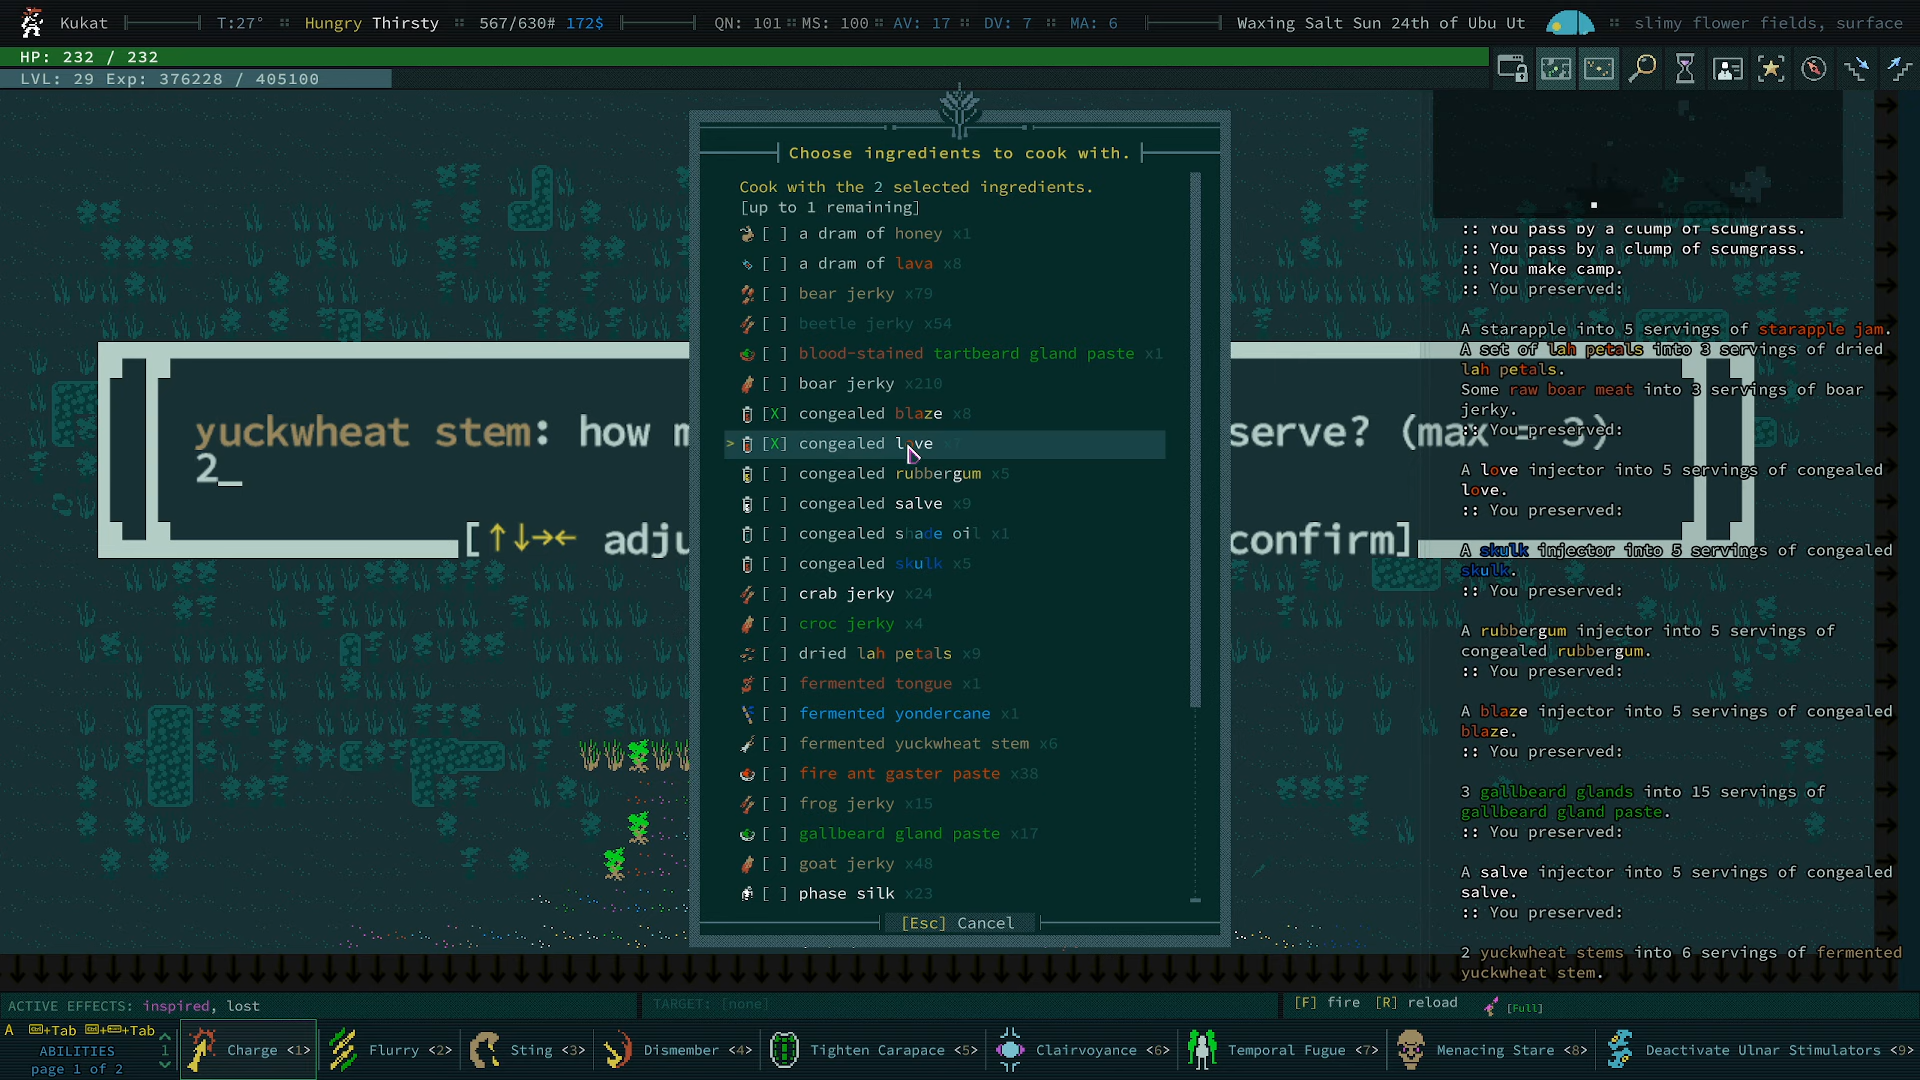 Kukat T:27° :: Hungry Thirsty :: 567/630# 172$ QN: 101 :: MS: 100 :: AV: 17 :: DV: 7 :: MA: 6 Waxing Salt Sun 24th of Ubu Ut :: slimy flower fields, surface
HP: 232 / 232
LVL: 29 Exp: 376228 / 405100
Choose ingredients to cook with.
Cook with the 2 selected ingredients.
[up to 1 remaining]
[ ] a dram of honey x1
[ ] a dram of lava x8
[ ] bear jerky x79
[ ] beetle jerky x54
[ ] blood-stained tartbeard gland paste x1
[ ] boar jerky x210
[X] congealed blaze x8
> [X] congealed love x7
[ ] congealed rubbergum x5
[ ] congealed salve x9
[ ] congealed shade oil x1
[ ] congealed skulk x5
[ ] crab jerky x24
[ ] croc jerky x4
[ ] dried lah petals x9
[ ] fermented tongue x1
[ ] fermented yondercane x1
[ ] fermented yuckwheat stem x6
[ ] fire ant gaster paste x38
[ ] frog jerky x15
[ ] gallbeard gland paste x17
[ ] goat jerky x48
[ ] phase silk x23
[Esc] Cancel
yuckwheat stem: how m
serve? (max = 3)
2_
[↑↓→← adju
confirm]
:: You pass by a clump of scumgrass.
:: You pass by a clump of scumgrass.
:: You make camp.
:: You preserved:
A starapple into 5 servings of starapple jam.
A set of lah petals into 3 servings of dried
lah petals.
Some raw boar meat into 3 servings of boar
jerky.
:: You preserved:
A love injector into 5 servings of congealed
love.
:: You preserved:
A skulk injector into 5 servings of congealed
skulk.
:: You preserved:
A rubbergum injector into 5 servings of
congealed rubbergum.
:: You preserved:
A blaze injector into 5 servings of congealed
blaze.
:: You preserved:
3 gallbeard glands into 15 servings of
gallbeard gland paste.
:: You preserved:
A salve injector into 5 servings of congealed
salve.
:: You preserved:
2 yuckwheat stems into 6 servings of fermented
yuckwheat stem.
ACTIVE EFFECTS: inspired, lost
TARGET: [none]
[F] fire [R] reload [Full]
A Ctrl+Tab Ctrl+Tab
ABILITIES 1
page 1 of 2
Charge <1> Flurry <2> Sting <3> Dismember <4> Tighten Carapace <5> Clairvoyance <6> Temporal Fugue <7> Menacing Stare <8> Deactivate Ulnar Stimulators <9>